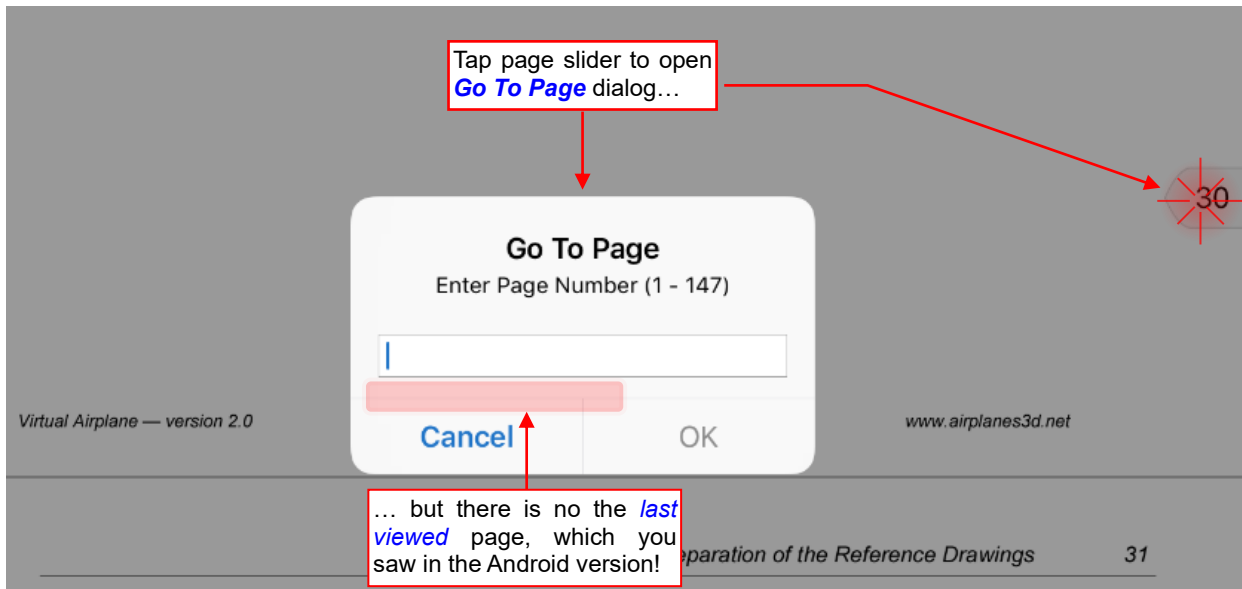 Tap page slider to open
Go To Page dialog…
30
Go To Page
Enter Page Number (1 - 147)
Virtual Airplane — version 2.0
www.airplanes3d.net
Cancel
OK
… but there is no the last
viewed page, which you
saw in the Android version!
eparation of the Reference Drawings 31